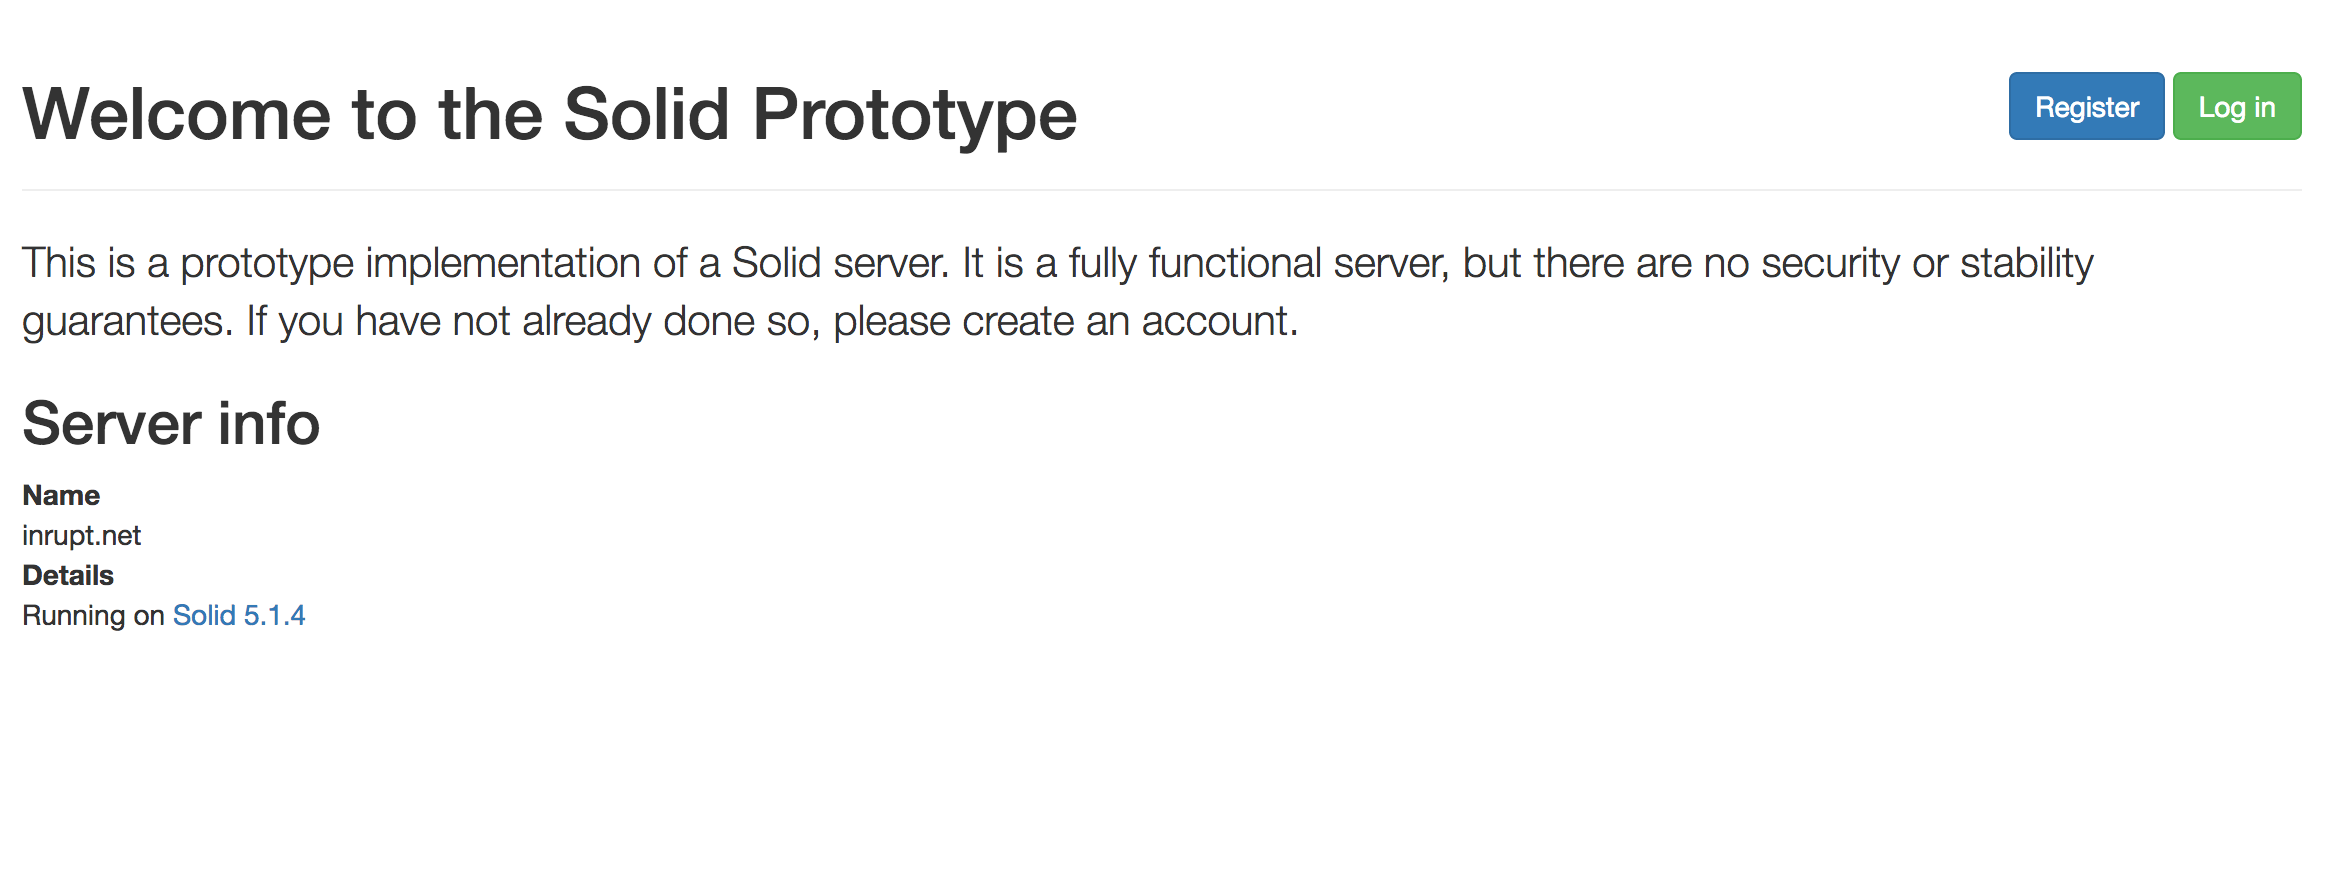 Welcome to the Solid Prototype
Register
Log in
This is a prototype implementation of a Solid server. It is a fully functional server, but there are no security or stability
guarantees. If you have not already done so, please create an account.
Server info
Name
inrupt.net
Details
Running on Solid 5.1.4